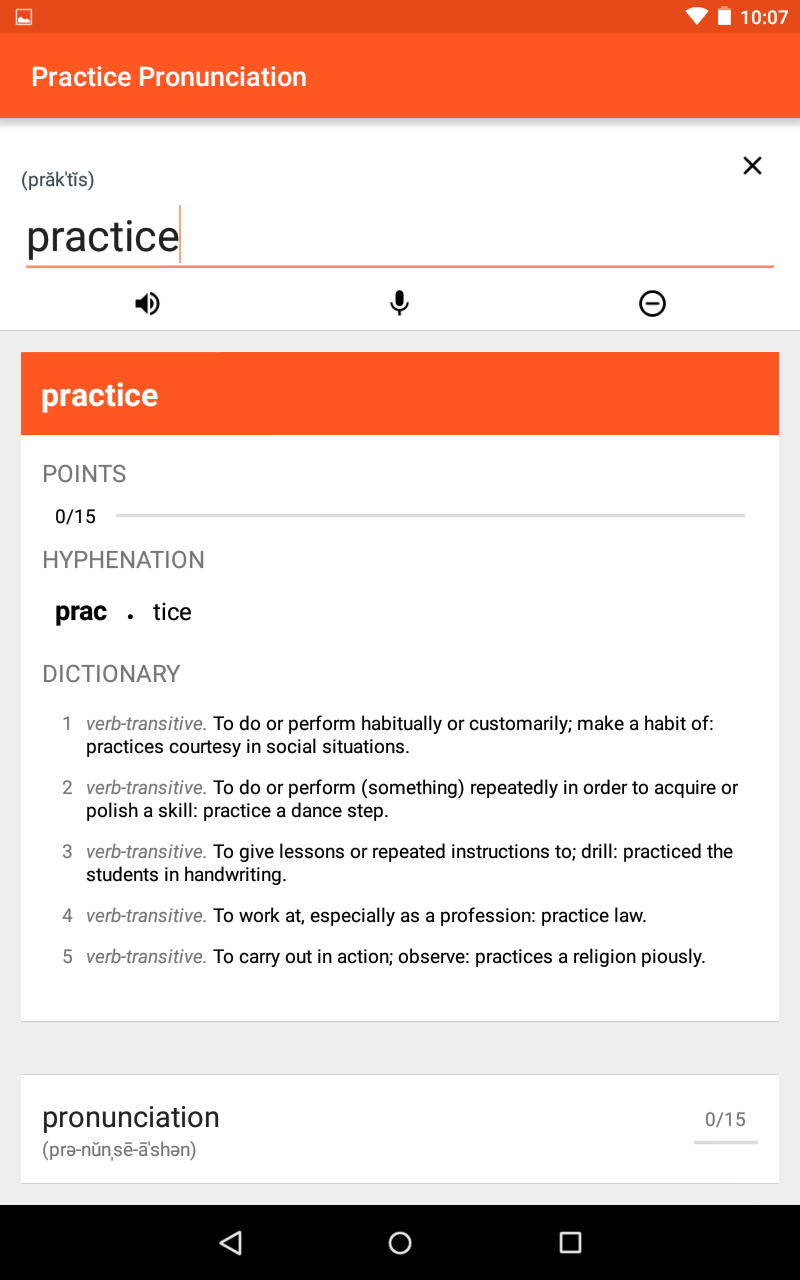 10:07
Practice Pronunciation
(prăk'tĭs)
practice
practice
POINTS
0/15
HYPHENATION
prac . tice
DICTIONARY
1 verb-transitive. To do or perform habitually or customarily; make a habit of:
practices courtesy in social situations.
2 verb-transitive. To do or perform (something) repeatedly in order to acquire or
polish a skill: practice a dance step.
3 verb-transitive. To give lessons or repeated instructions to; drill: practiced the
students in handwriting.
4 verb-transitive. To work at, especially as a profession: practice law.
5 verb-transitive. To carry out in action; observe: practices a religion piously.
pronunciation
0/15
(prə-nŭnˌsē-ā'shən)